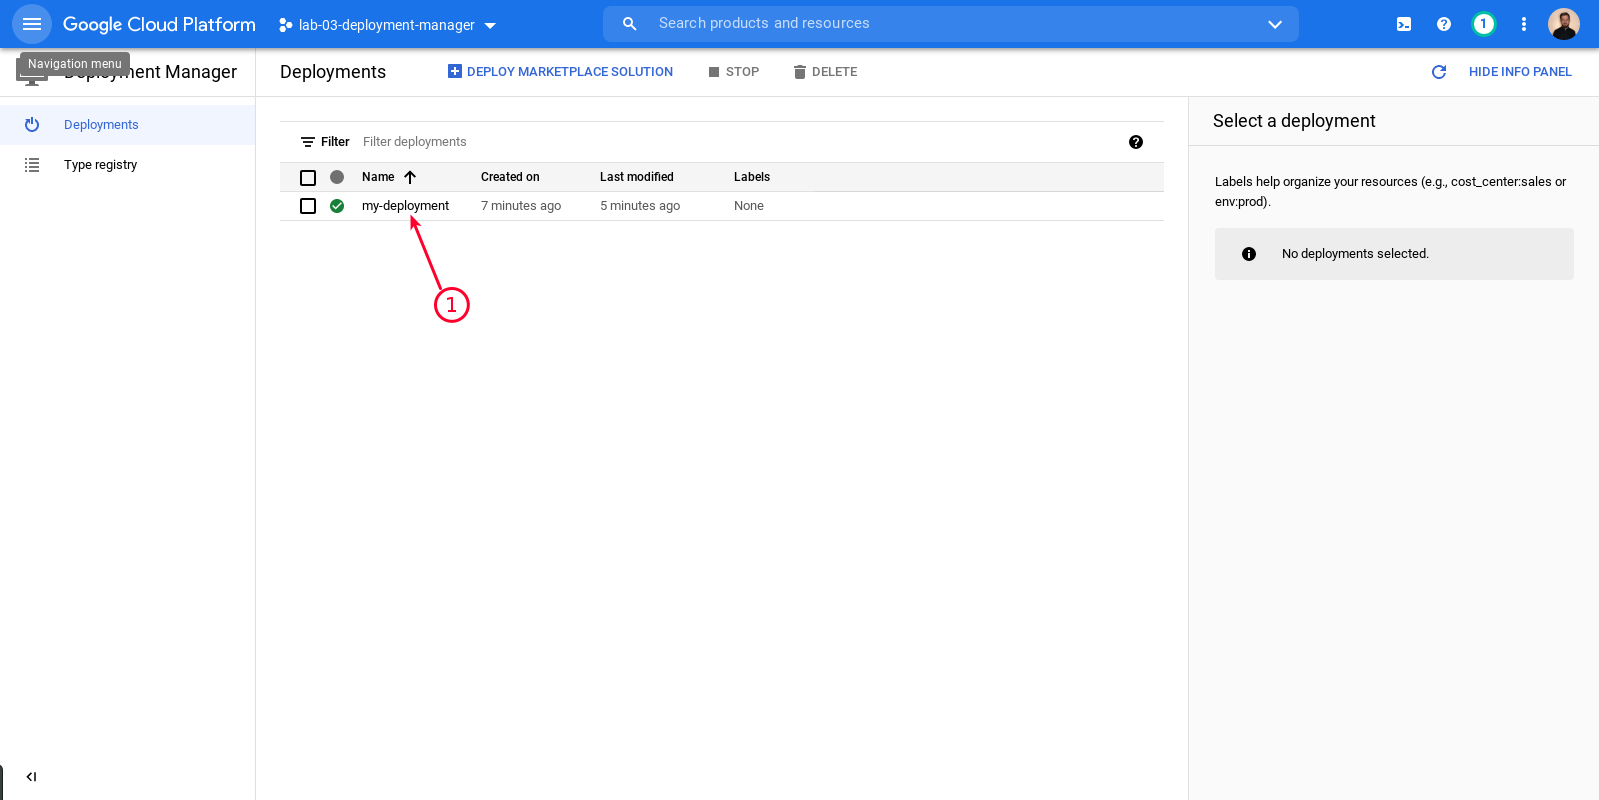 Google Cloud Platform
lab-03-deployment-manager
Search products and resources
1
Navigation menu
Deployment Manager
Deployments
DEPLOY MARKETPLACE SOLUTION
STOP
DELETE
HIDE INFO PANEL
Deployments
Type registry
Filter Filter deployments
Name Created on Last modified Labels
my-deployment 7 minutes ago 5 minutes ago None
1
Select a deployment
Labels help organize your resources (e.g., cost_center:sales or
env:prod).
No deployments selected.